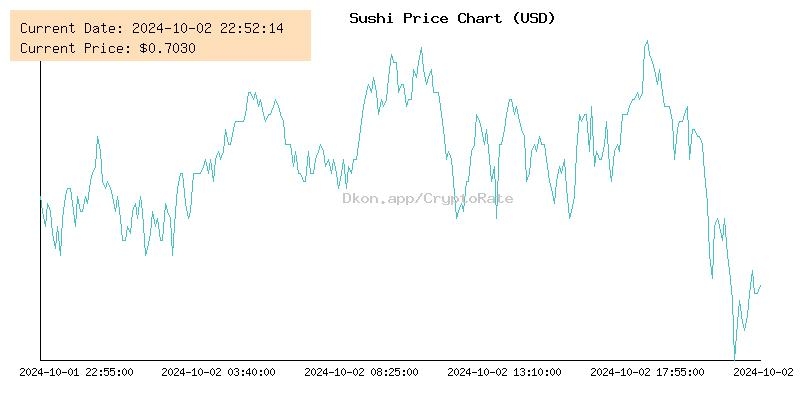 Sushi Price Chart (USD)
Current Date: 2024-10-02 22:52:14
Current Price: $0.7030
Dkon.app/CryptoRate
2024-10-01 22:55:00
2024-10-02 03:40:00
2024-10-02 08:25:00
2024-10-02 13:10:00
2024-10-02 17:55:00
2024-10-02